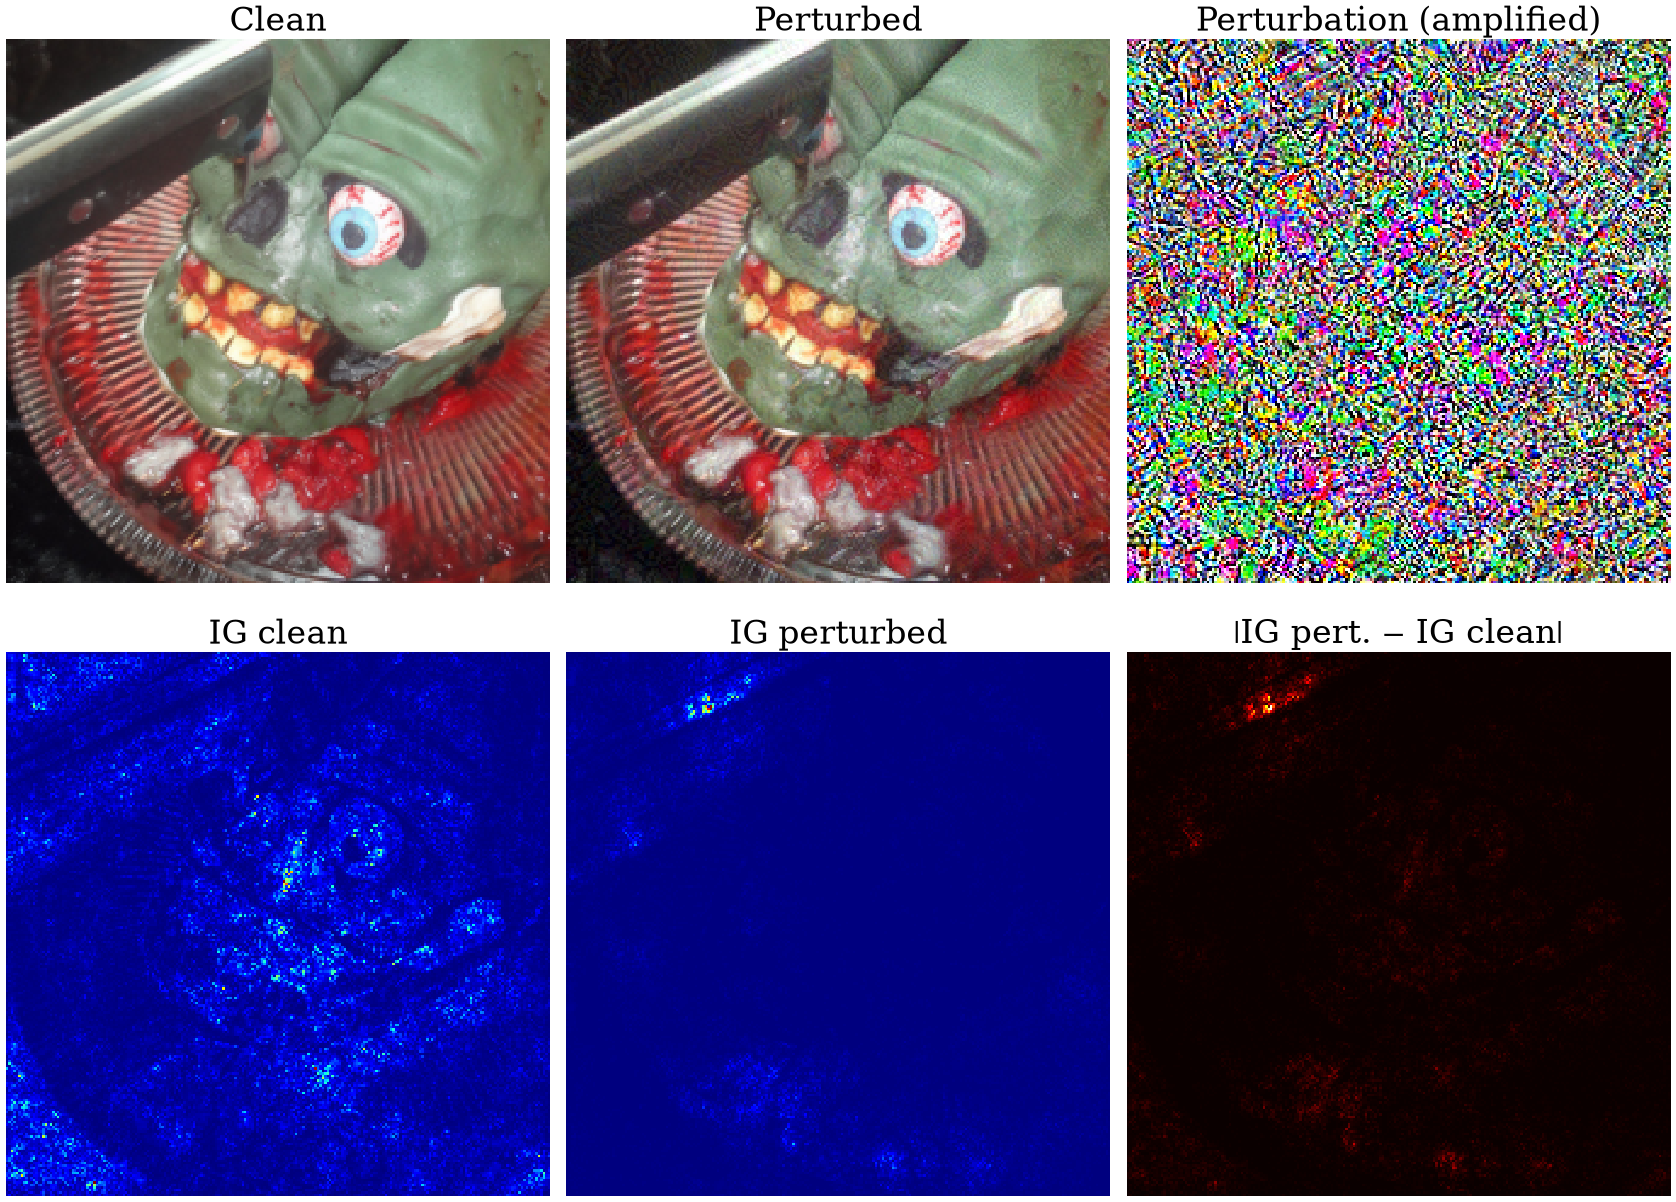 Clean
Perturbed
Perturbation (amplified)
IG clean
IG perturbed
|IG pert. − IG clean|